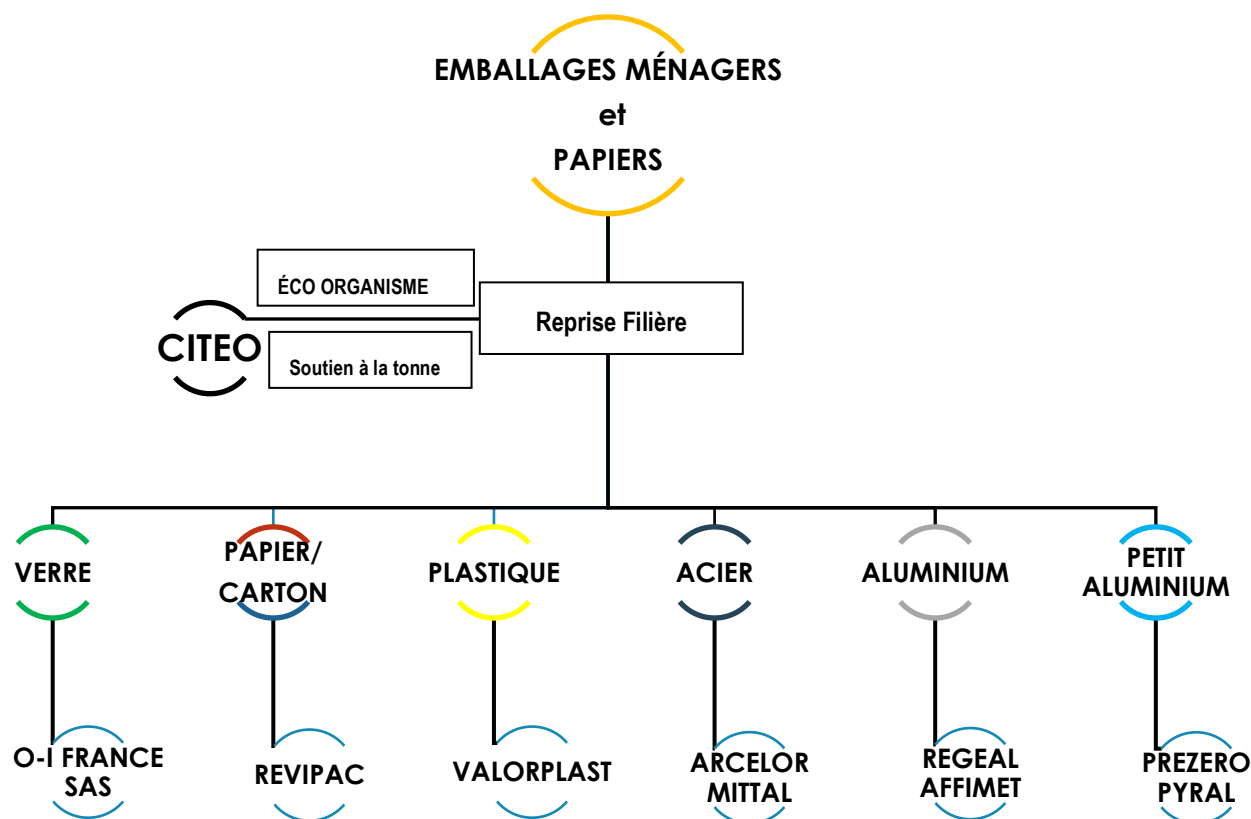 EMBALLAGES MÉNAGERS
et
PAPIERS
ÉCO ORGANISME
Reprise Filière
CITEO
Soutien à la tonne
VERRE
PAPIER/
CARTON
PLASTIQUE
ACIER
ALUMINIUM
PETIT
ALUMINIUM
O-I FRANCE
SAS
REVIPAC
VALORPLAST
ARCELOR
MITTAL
REGEAL
AFFIMET
PREZERO
PYRAL